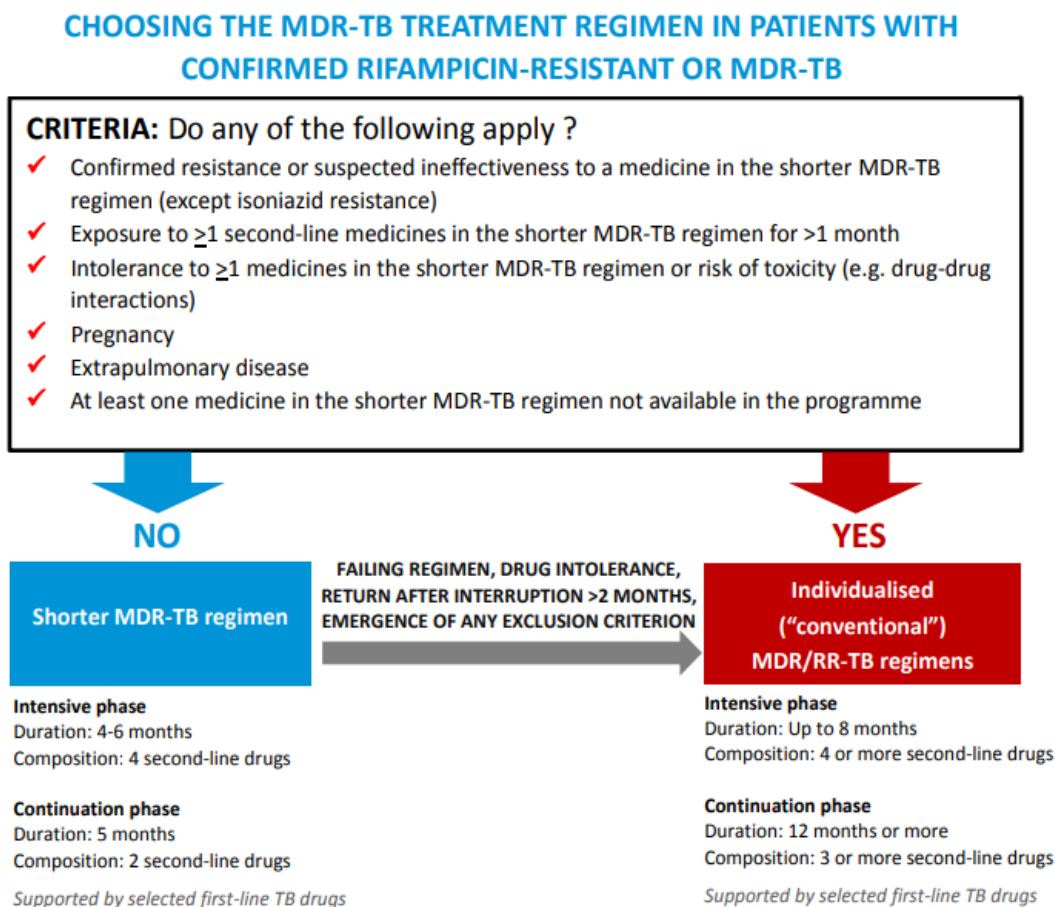 CHOOSING THE MDR-TB TREATMENT REGIMEN IN PATIENTS WITH
CONFIRMED RIFAMPICIN-RESISTANT OR MDR-TB
CRITERIA: Do any of the following apply ?
✓ Confirmed resistance or suspected ineffectiveness to a medicine in the shorter MDR-TB
regimen (except isoniazid resistance)
✓ Exposure to >1 second-line medicines in the shorter MDR-TB regimen for >1 month
✓ Intolerance to >1 medicines in the shorter MDR-TB regimen or risk of toxicity (e.g. drug-drug
interactions)
✓ Pregnancy
✓ Extrapulmonary disease
✓ At least one medicine in the shorter MDR-TB regimen not available in the programme
NO
YES
Shorter MDR-TB regimen
FAILING REGIMEN, DRUG INTOLERANCE,
RETURN AFTER INTERRUPTION >2 MONTHS,
EMERGENCE OF ANY EXCLUSION CRITERION
Individualised
("conventional")
MDR/RR-TB regimens
Intensive phase
Duration: 4-6 months
Composition: 4 second-line drugs
Continuation phase
Duration: 5 months
Composition: 2 second-line drugs
Supported by selected first-line TB drugs
Intensive phase
Duration: Up to 8 months
Composition: 4 or more second-line drugs
Continuation phase
Duration: 12 months or more
Composition: 3 or more second-line drugs
Supported by selected first-line TB drugs